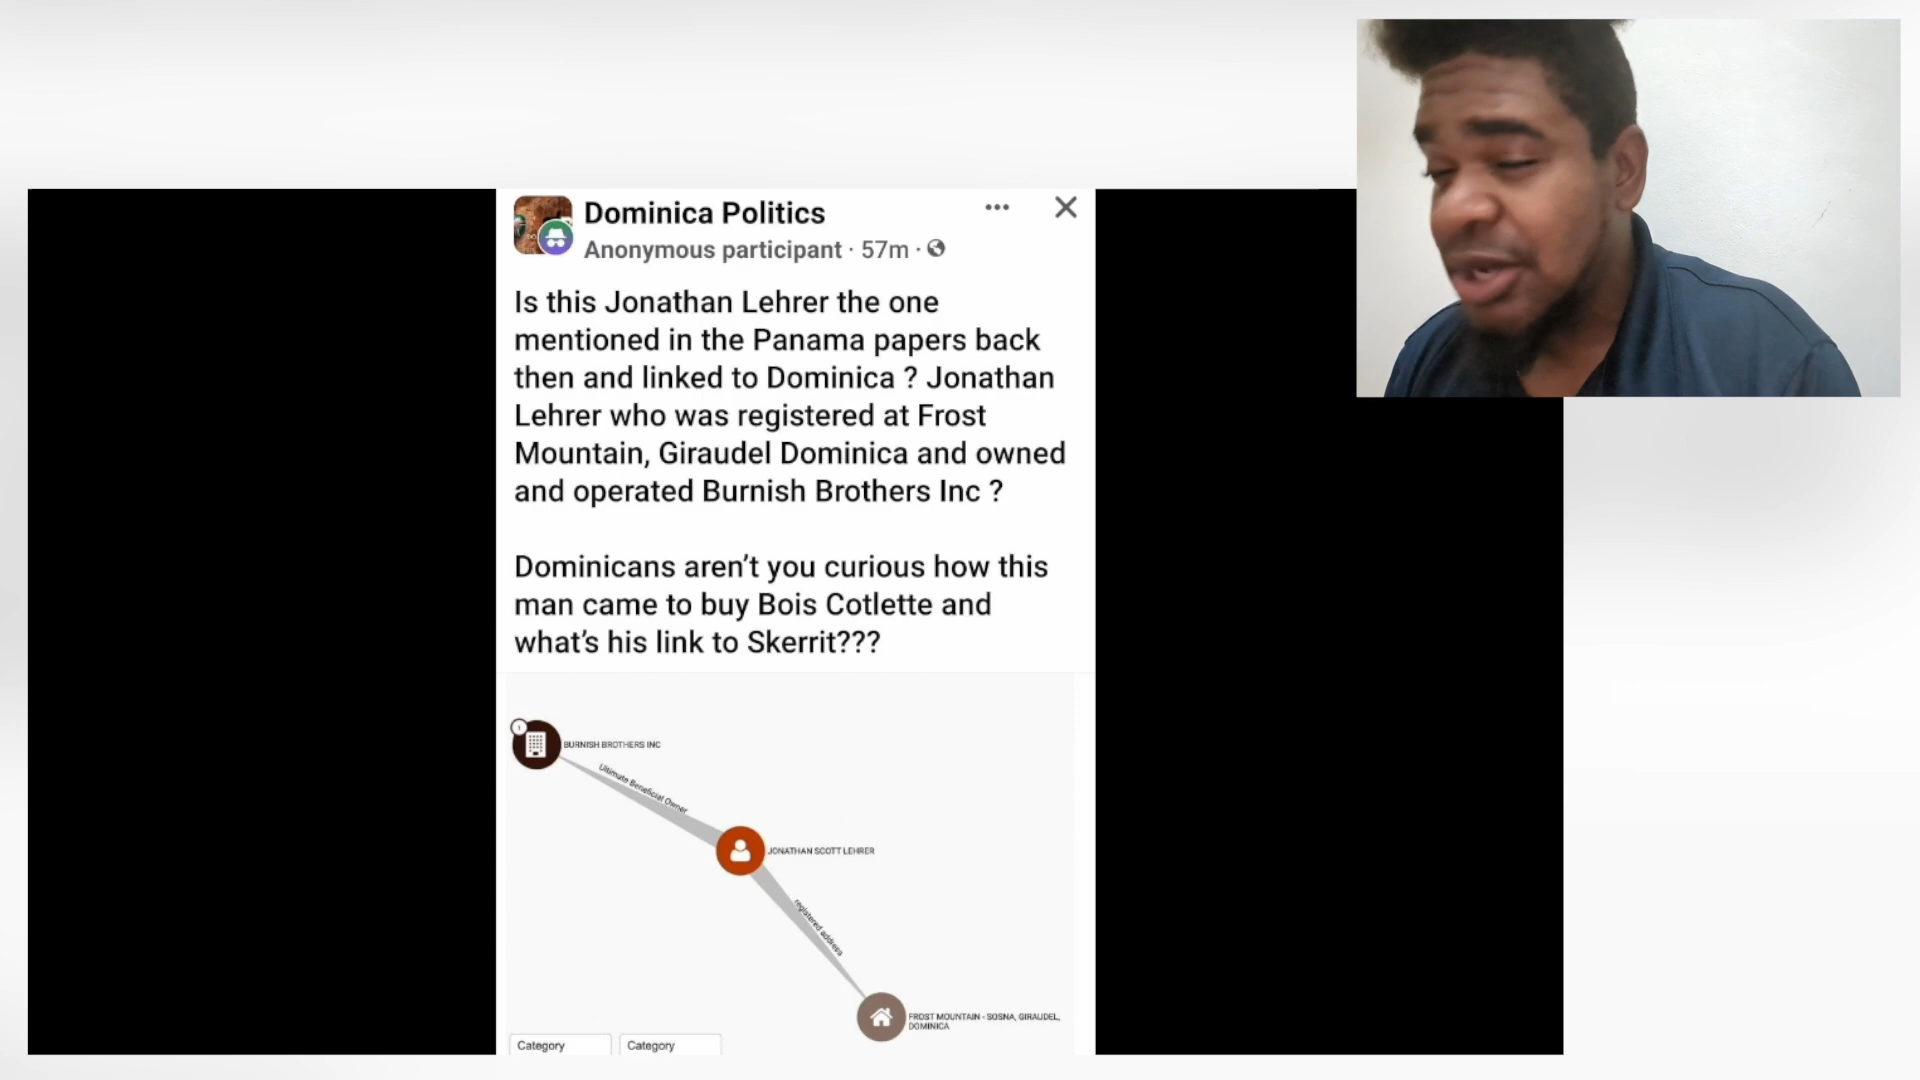 Dominica Politics
Anonymous participant · 57m ·
Is this Jonathan Lehrer the one
mentioned in the Panama papers back
then and linked to Dominica ? Jonathan
Lehrer who was registered at Frost
Mountain, Giraudel Dominica and owned
and operated Burnish Brothers Inc ?
Dominicans aren't you curious how this
man came to buy Bois Cotlette and
what's his link to Skerrit???
BURNISH BROTHERS INC
Ultimate Beneficial Owner
JONATHAN SCOTT LEHRER
registered address
FROST MOUNTAIN - SOSNA, GIRAUDEL,
DOMINICA
Category
Category